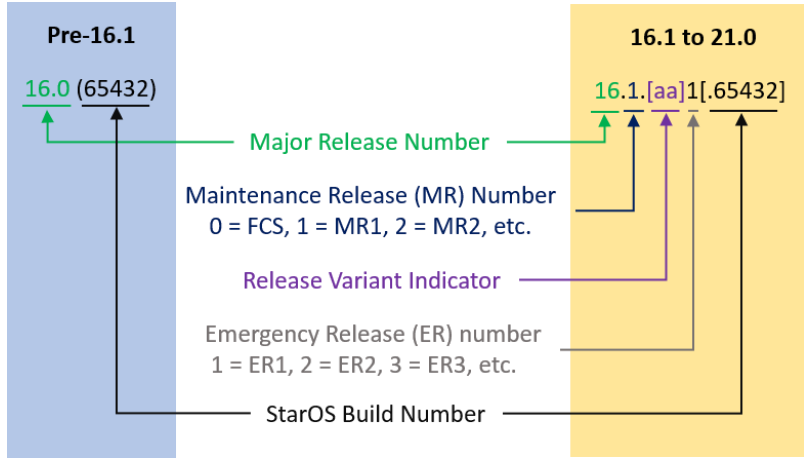 Pre-16.1
16.1 to 21.0
16.0 (65432)
16.1.[aa]1[.65432]
Major Release Number
Maintenance Release (MR) Number
0 = FCS, 1 = MR1, 2 = MR2, etc.
Release Variant Indicator
Emergency Release (ER) number
1 = ER1, 2 = ER2, 3 = ER3, etc.
StarOS Build Number